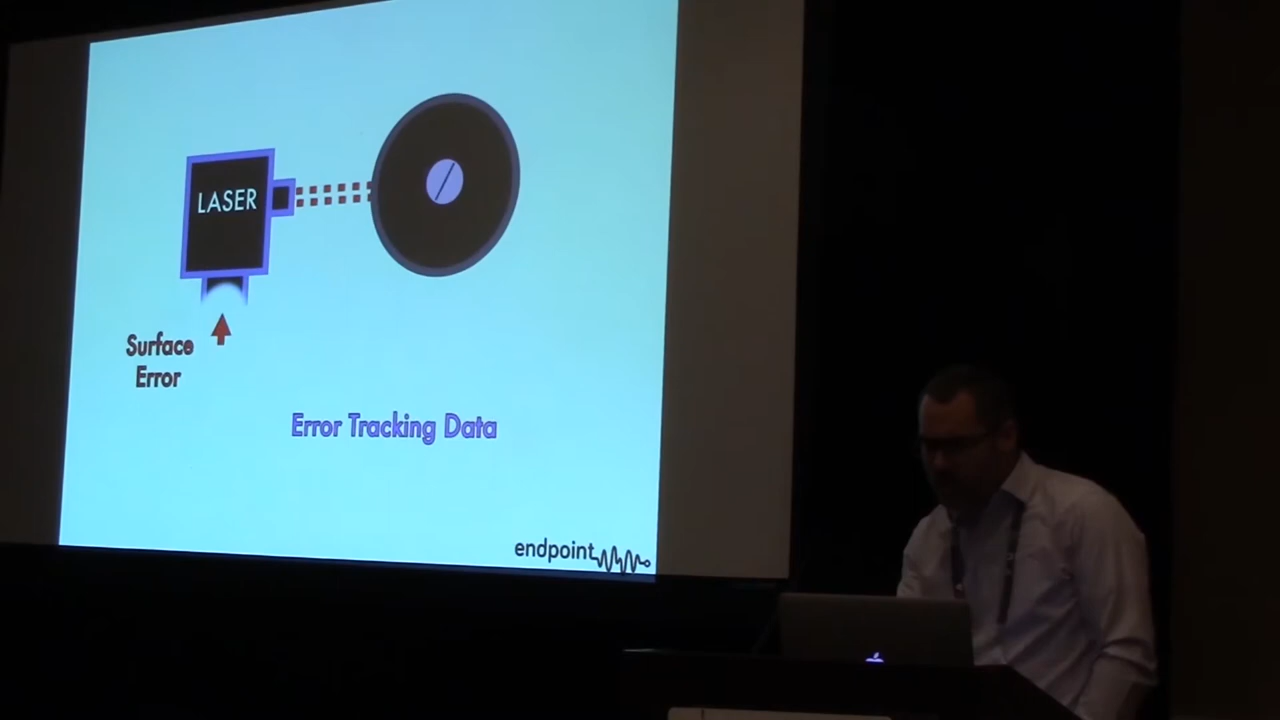 LASER
Surface
Error
Error Tracking Data
endpoint